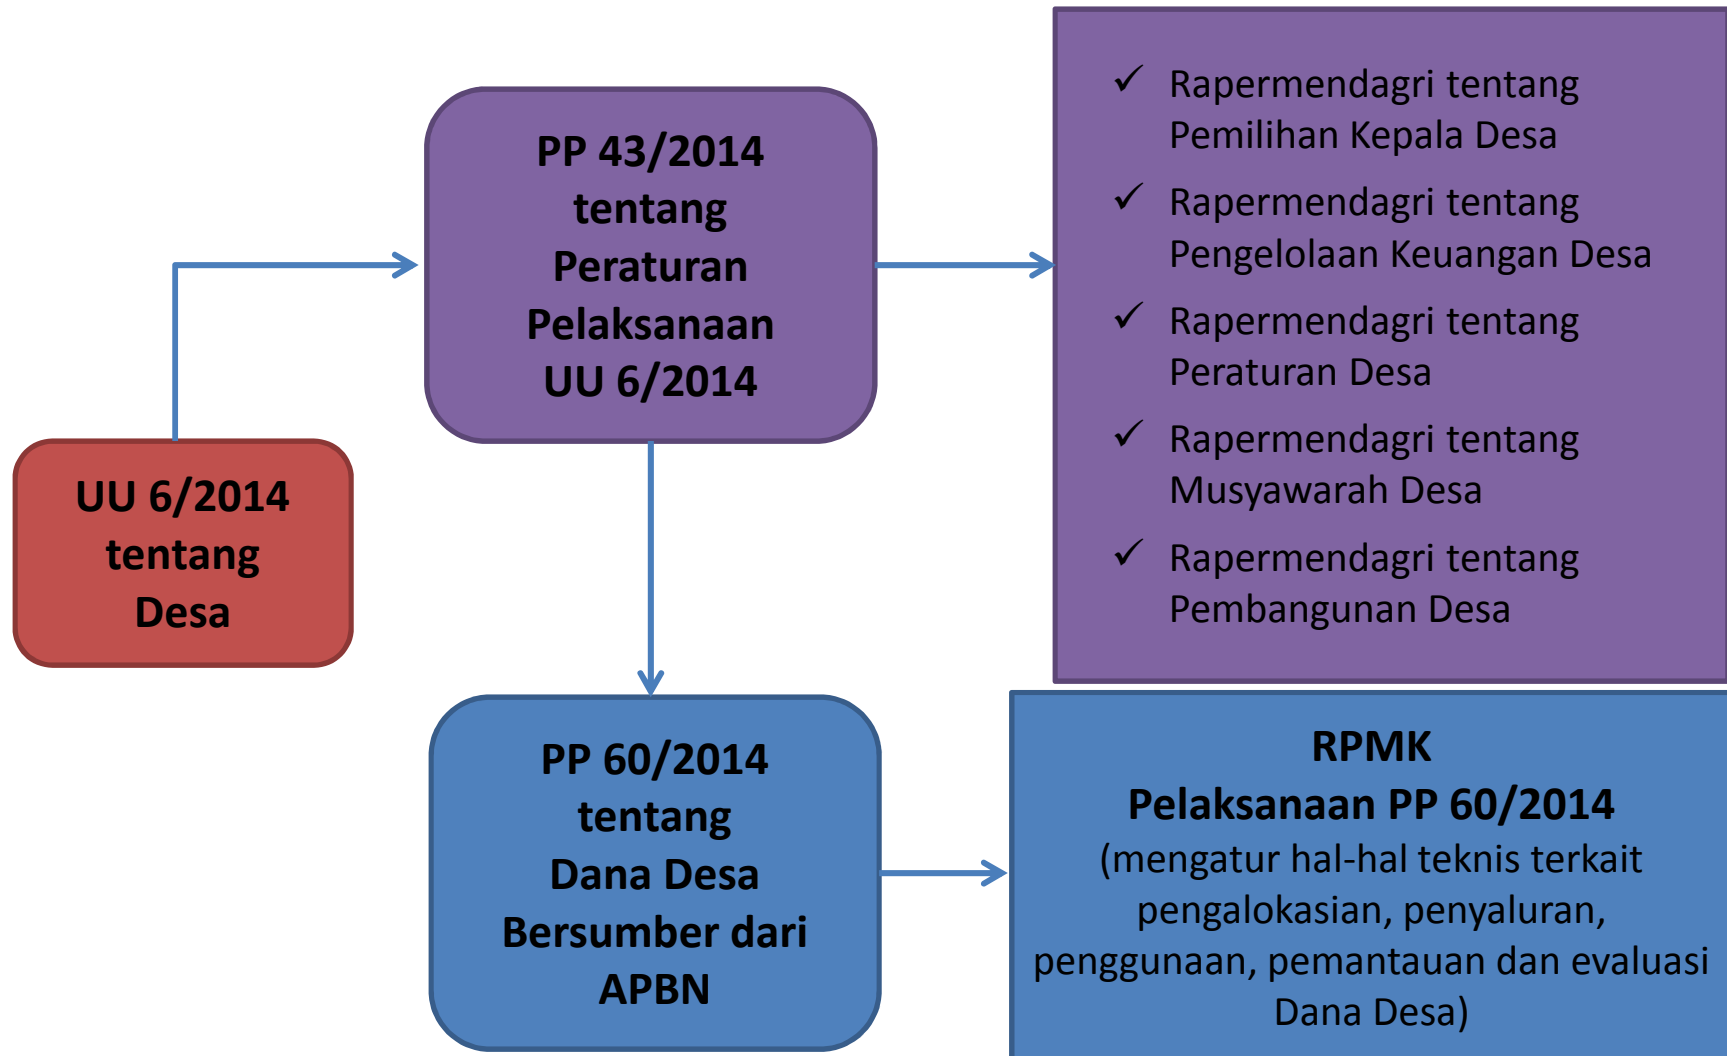 UU 6/2014
tentang
Desa
PP 43/2014
tentang
Peraturan
Pelaksanaan
UU 6/2014
✓ Rapermendagri tentang
Pemilihan Kepala Desa
✓ Rapermendagri tentang
Pengelolaan Keuangan Desa
✓ Rapermendagri tentang
Peraturan Desa
✓ Rapermendagri tentang
Musyawarah Desa
✓ Rapermendagri tentang
Pembangunan Desa
PP 60/2014
tentang
Dana Desa
Bersumber dari
APBN
RPMK
Pelaksanaan PP 60/2014
(mengatur hal-hal teknis terkait
pengalokasian, penyaluran,
penggunaan, pemantauan dan evaluasi
Dana Desa)